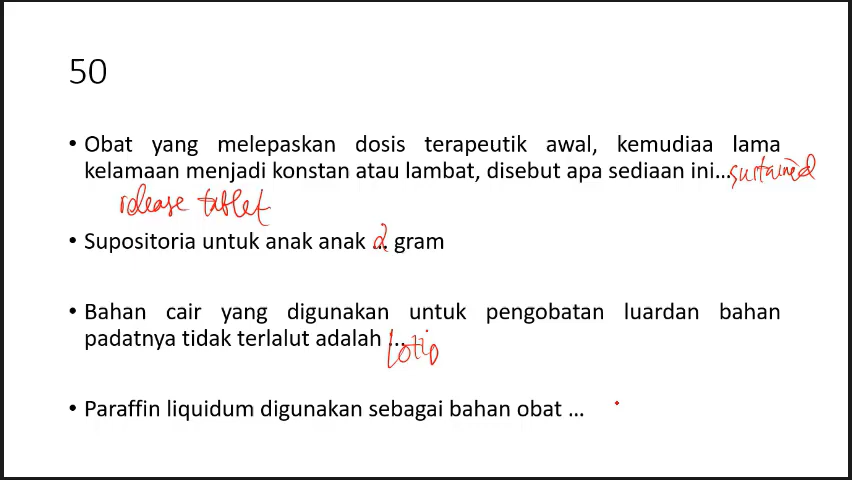 50
• Obat yang melepaskan dosis terapeutik awal, kemudiaa lama
kelamaan menjadi konstan atau lambat, disebut apa sediaan ini...sustained
release tablet
• Supositoria untuk anak anak 2 gram
• Bahan cair yang digunakan untuk pengobatan luardan bahan
padatnya tidak terlalut adalah ... lotio
• Paraffin liquidum digunakan sebagai bahan obat ...